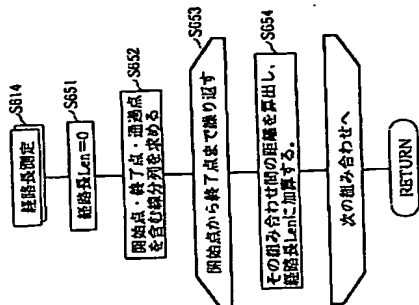 S614
経路長測定
S651
経路長Len=0
S652
開始点・終了点・通過点
を含む線分列を求める
S653
開始点から終了点まで繰り返す
S654
その組み合わせ間の距離を算出し、
経路長Lenに加算する。
次の組み合わせへ
RETURN